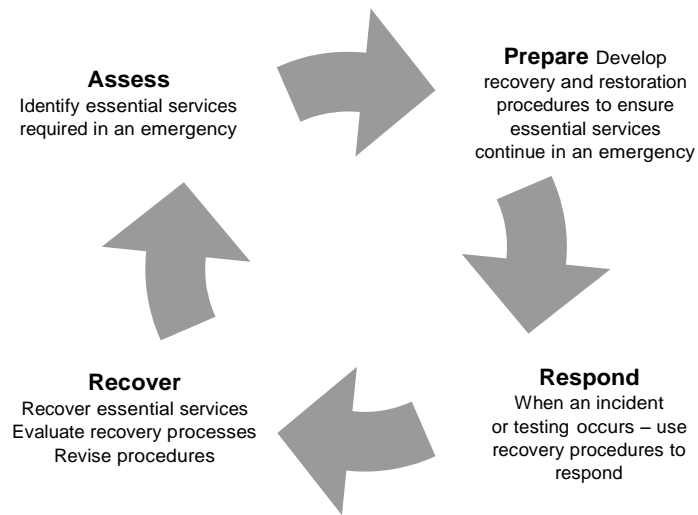 Assess
Identify essential services
required in an emergency
Prepare Develop
recovery and restoration
procedures to ensure
essential services
continue in an emergency
Respond
When an incident
or testing occurs – use
recovery procedures to
respond
Recover
Recover essential services
Evaluate recovery processes
Revise procedures